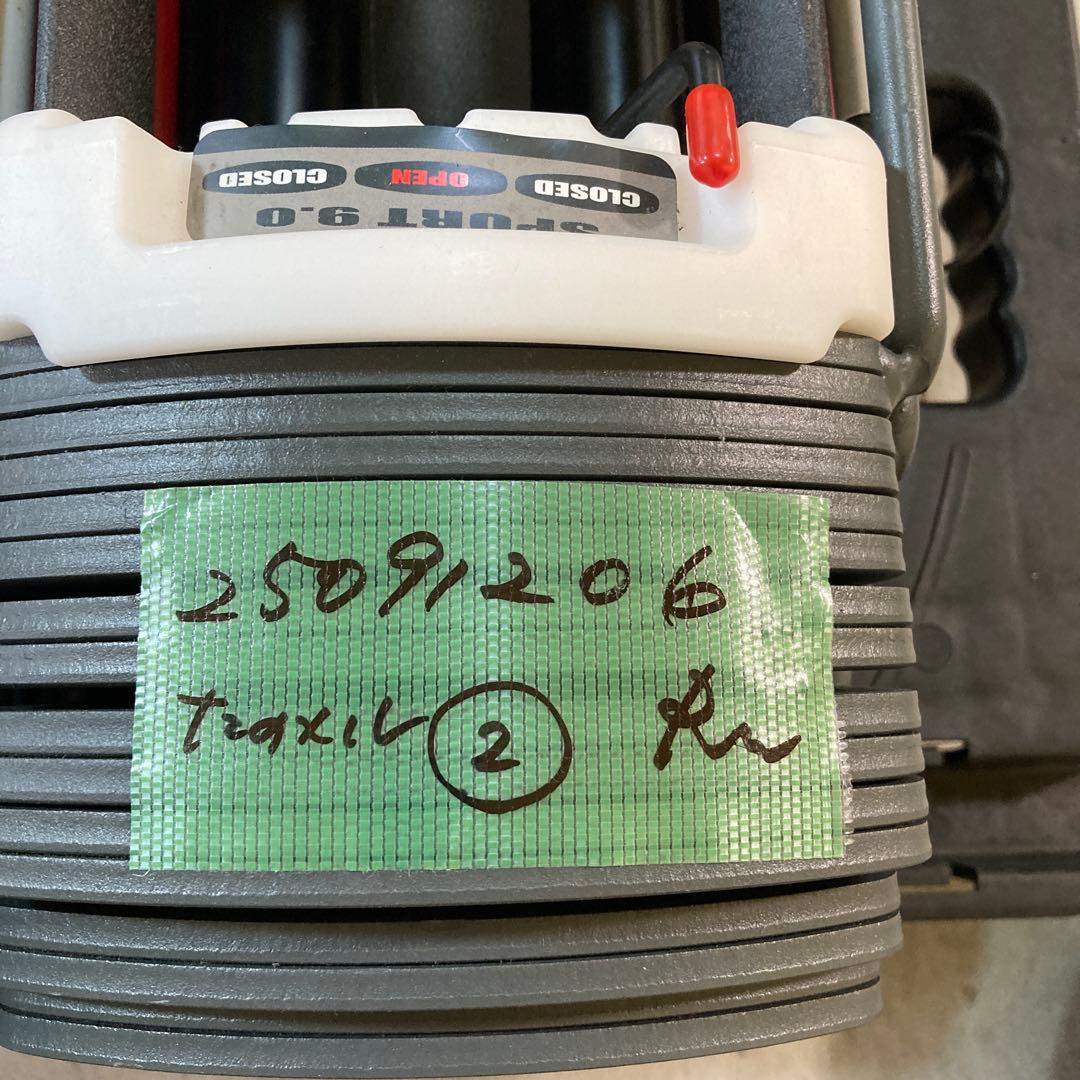 SPORT 9.0
CLOSED OPEN CLOSED
25091206
②